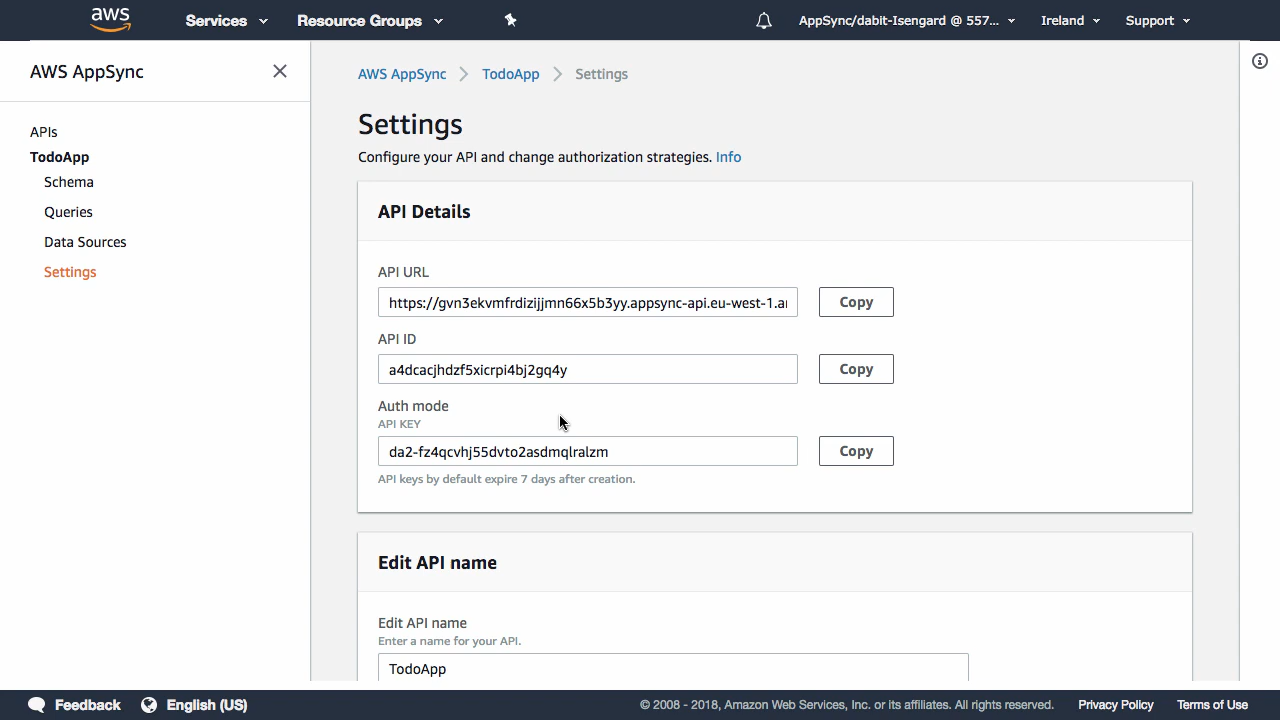 aws Services Resource Groups AppSync/dabit-Isengard @ 557... Ireland Support
AWS AppSync
APIs
TodoApp
Schema
Queries
Data Sources
Settings
AWS AppSync TodoApp Settings
Settings
Configure your API and change authorization strategies. Info
API Details
API URL
https://gvn3ekvmfrdizijjmn66x5b3yy.appsync-api.eu-west-1.a Copy
API ID
a4dcacjhdzf5xicrpi4bj2gq4y Copy
Auth mode
API KEY
da2-fz4qcvhj55dvto2asdmqlralzm Copy
API keys by default expire 7 days after creation.
Edit API name
Edit API name
Enter a name for your API.
TodoApp
Feedback English (US) © 2008 - 2018, Amazon Web Services, Inc. or its affiliates. All rights reserved. Privacy Policy Terms of Use